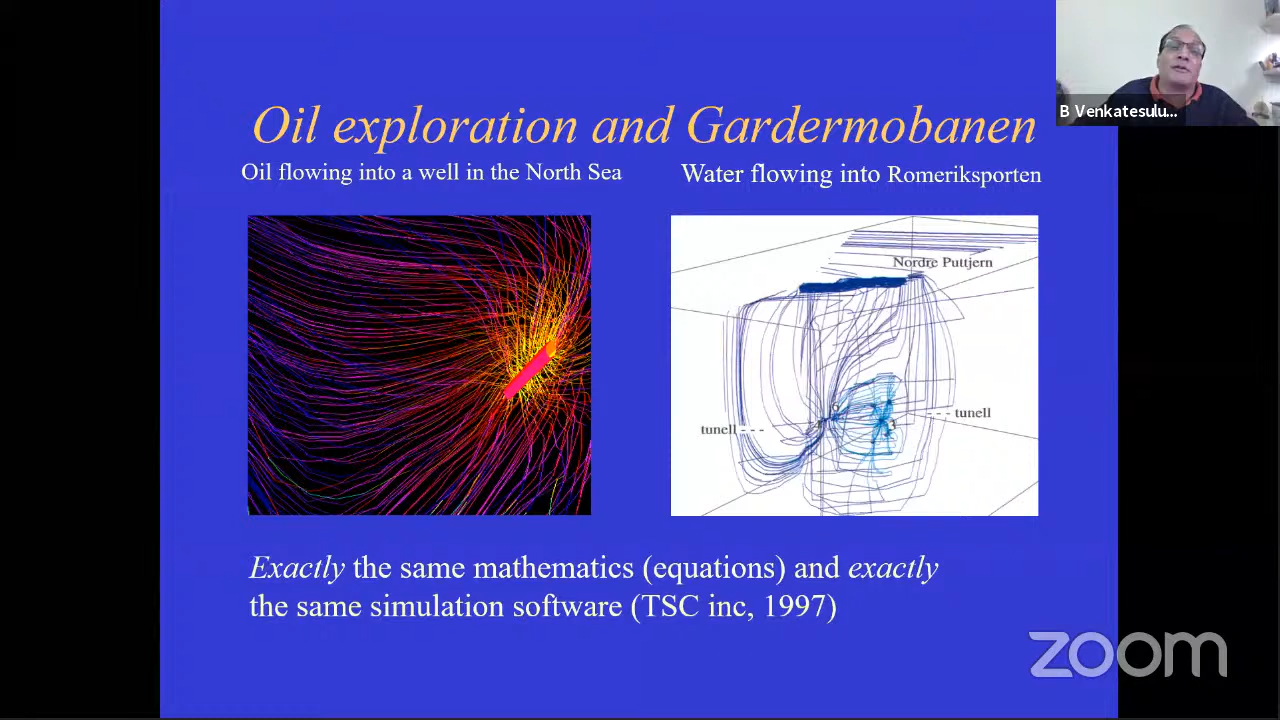 B Venkatesulu...
Oil exploration and Gardermobanen
Oil flowing into a well in the North Sea
Water flowing into Romeriksporten
Nordre Puttjern
tunell - - -
- - - tunell
Exactly the same mathematics (equations) and exactly
the same simulation software (TSC inc, 1997)
zoom